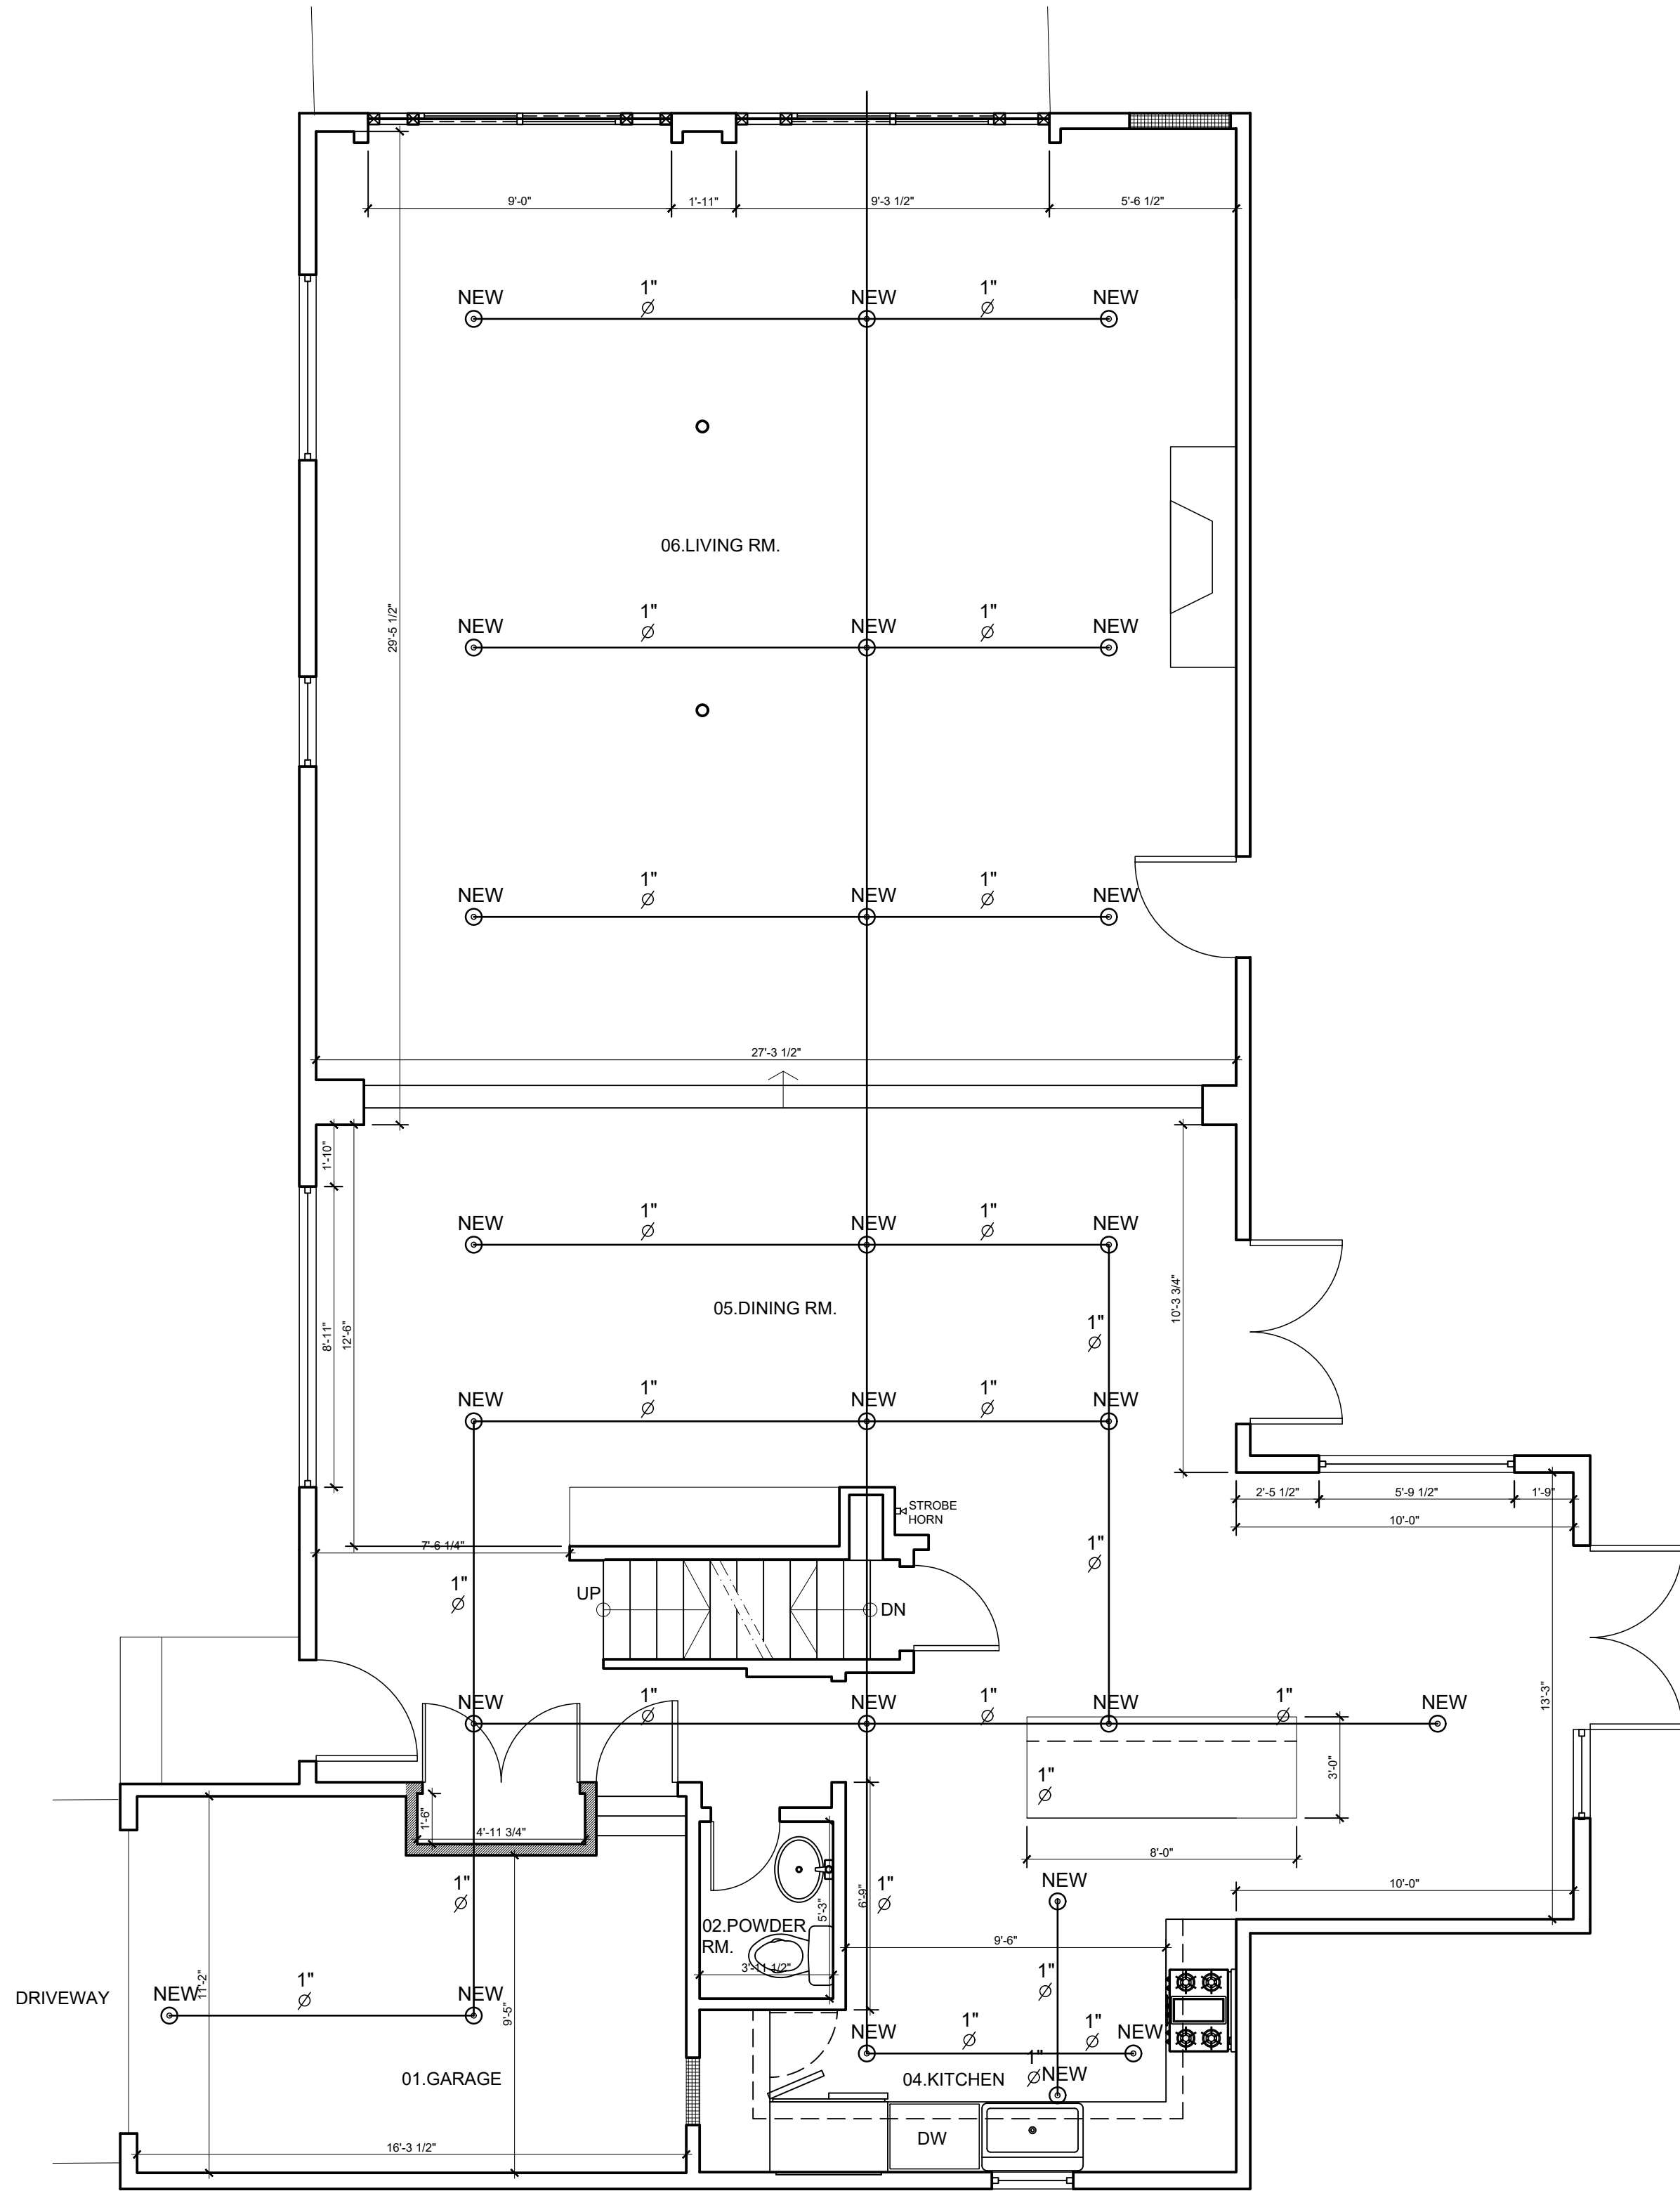 9'-0"
1'-11"
9'-3 1/2"
5'-6 1/2"
1"
1"
NEW
NEW
NEW
06.LIVING RM.
29'-5 1/2"
1"
1"
NEW
NEW
NEW
1"
1"
NEW
NEW
NEW
27'-3 1/2"
1'-10"
1"
1"
NEW
NEW
NEW
05.DINING RM.
10'-3 3/4"
8'-11"
12'-6"
1"
1"
1"
NEW
NEW
NEW
2'-5 1/2"
5'-9 1/2"
1'-9"
STROBE
HORN
10'-0"
7'-6 1/4"
1"
1"
UP
DN
13'-3"
NEW
1"
NEW
1"
NEW
1"
NEW
1"
3'-0"
1'-6"
4'-11 3/4"
8'-0"
1"
1"
NEW
6'-9"
5'-3"
10'-0"
02.POWDER
RM.
9'-6"
3'-11 1/2"
1"
1"
NEW
11'-2"
NEW
9'-5"
DRIVEWAY
1"
1"
NEW
NEW
1"
NEW
01.GARAGE
04.KITCHEN
DW
16'-3 1/2"